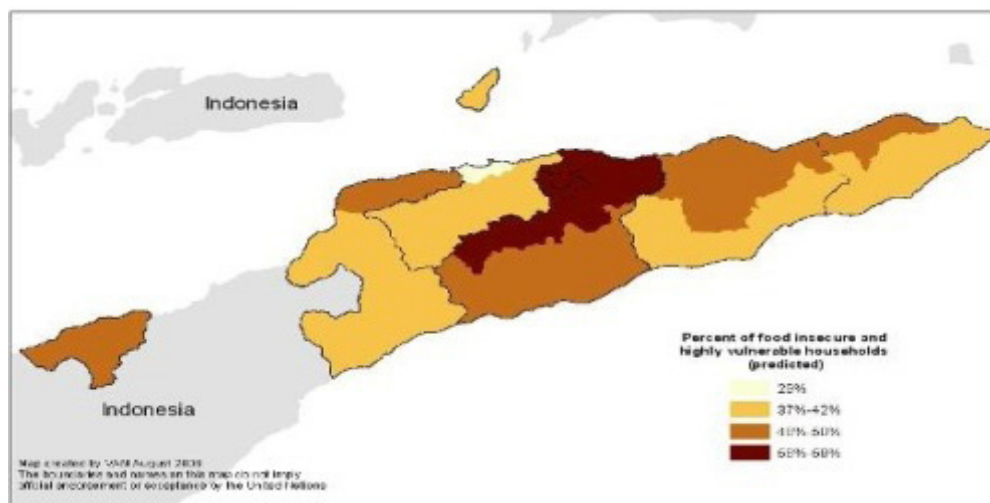 Indonesia
Indonesia
Percent of food insecure and
highly vulnerable households
(predicted)
37%-42%
Map created by VAM August
The boundaries and names on this map do not imply
official endorsement or acceptance by the United Nations